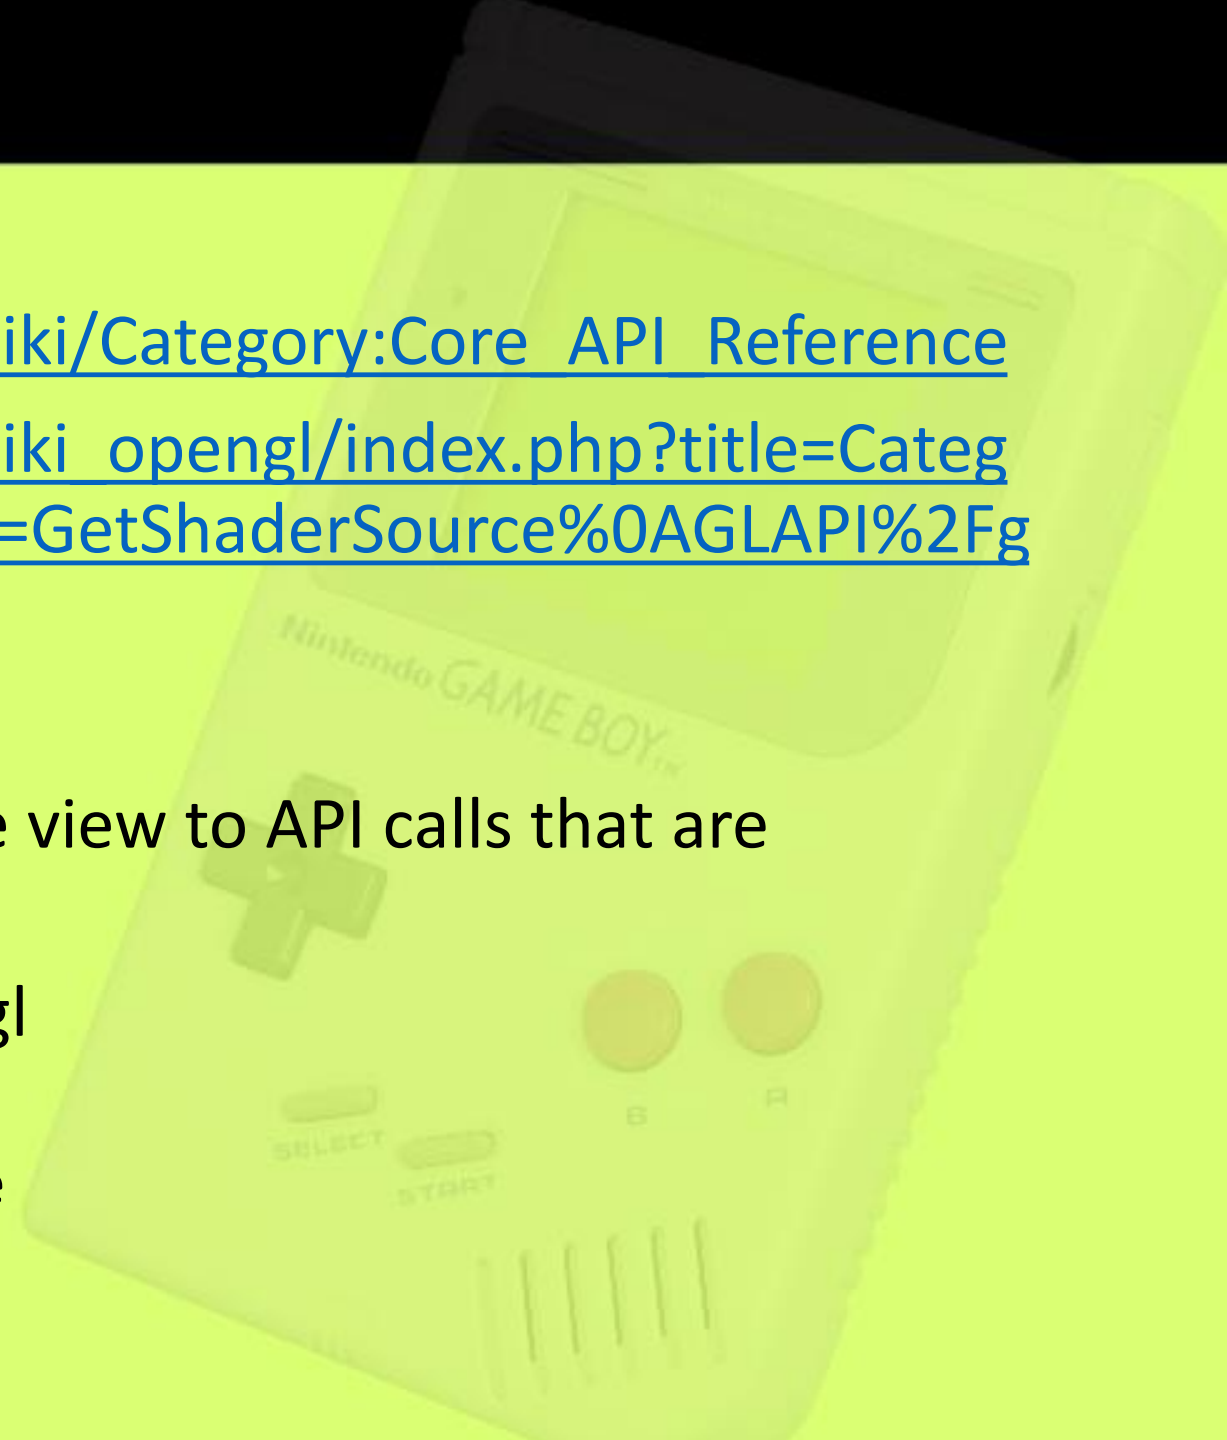 iki/Category:Core_API_Reference
iki_opengl/index.php?title=Categ
=GetShaderSource%0AGLAPI%2Fg
Nintendo GAME BOY TM
e view to API calls that are
gl
B A
SELECT
e
START